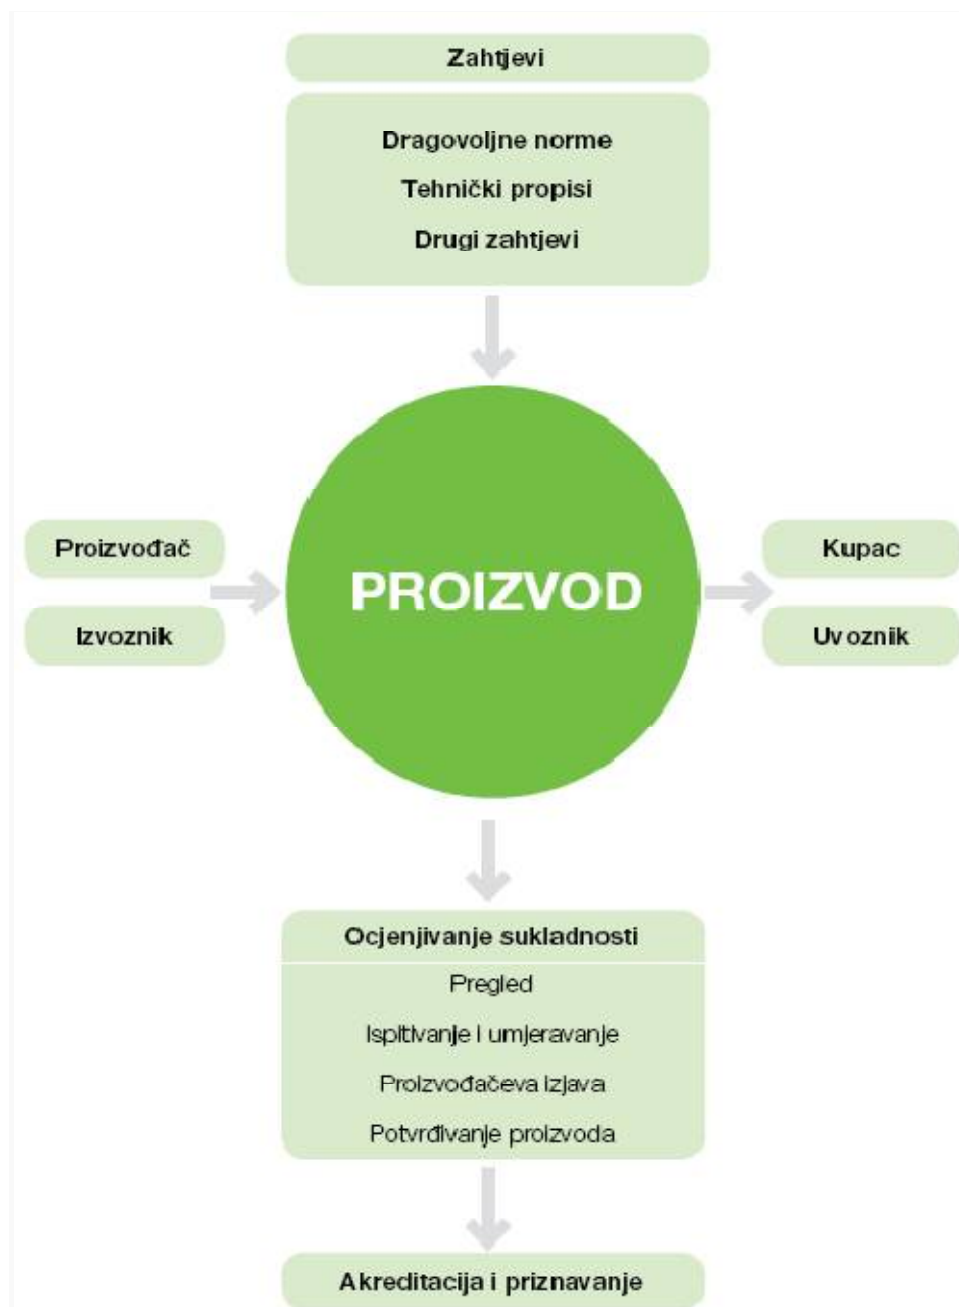 Zahtjevi
Dragovoljne norme
Tehnički propisi
Drugi zahtjevi
Proizvođač
Izvoznik
PROIZVOD
Kupac
Uvoznik
Ocjenjivanje sukladnosti
Pregled
Ispitivanje i umjeravanje
Proizvođačeva izjava
Potvrđivanje proizvoda
Akreditacija i priznavanje